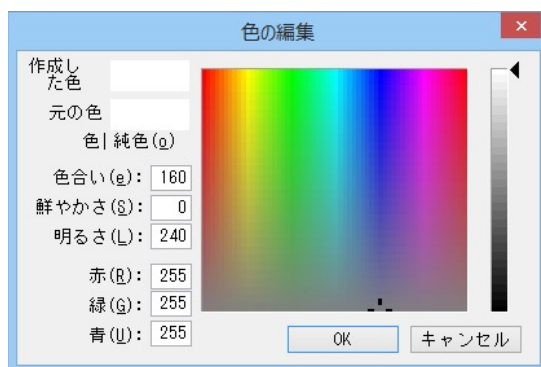 色の編集
作成し
た色
元の色
色|純色(o)
色合い(e): 160
鮮やかさ(S): 0
明るさ(L): 240
赤(R): 255
緑(G): 255
青(U): 255
OK
キャンセル